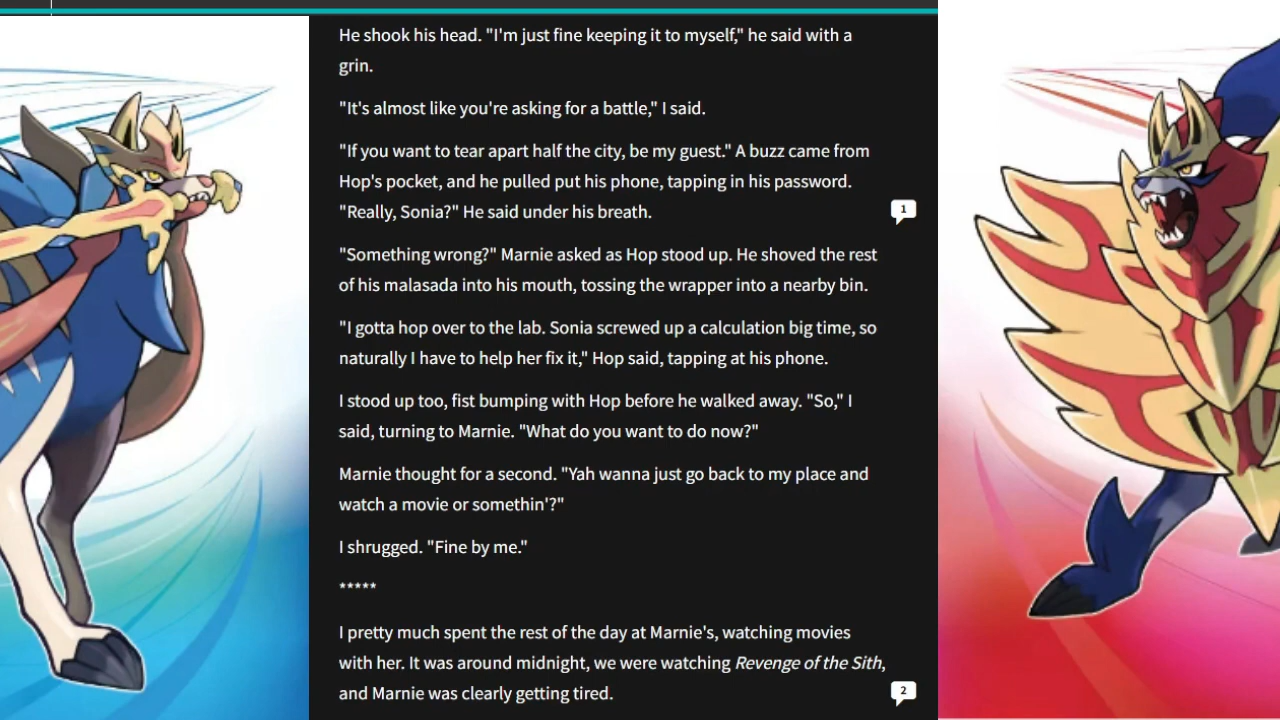 He shook his head. "I'm just fine keeping it to myself," he said with a
grin.
"It's almost like you're asking for a battle," I said.
"If you want to tear apart half the city, be my guest." A buzz came from
Hop's pocket, and he pulled put his phone, tapping in his password.
"Really, Sonia?" He said under his breath.
1
"Something wrong?" Marnie asked as Hop stood up. He shoved the rest
of his malasada into his mouth, tossing the wrapper into a nearby bin.
"I gotta hop over to the lab. Sonia screwed up a calculation big time, so
naturally I have to help her fix it," Hop said, tapping at his phone.
I stood up too, fist bumping with Hop before he walked away. "So," I
said, turning to Marnie. "What do you want to do now?"
Marnie thought for a second. "Yah wanna just go back to my place and
watch a movie or somethin'?"
I shrugged. "Fine by me."
*****
I pretty much spent the rest of the day at Marnie's, watching movies
with her. It was around midnight, we were watching Revenge of the Sith,
and Marnie was clearly getting tired.
2